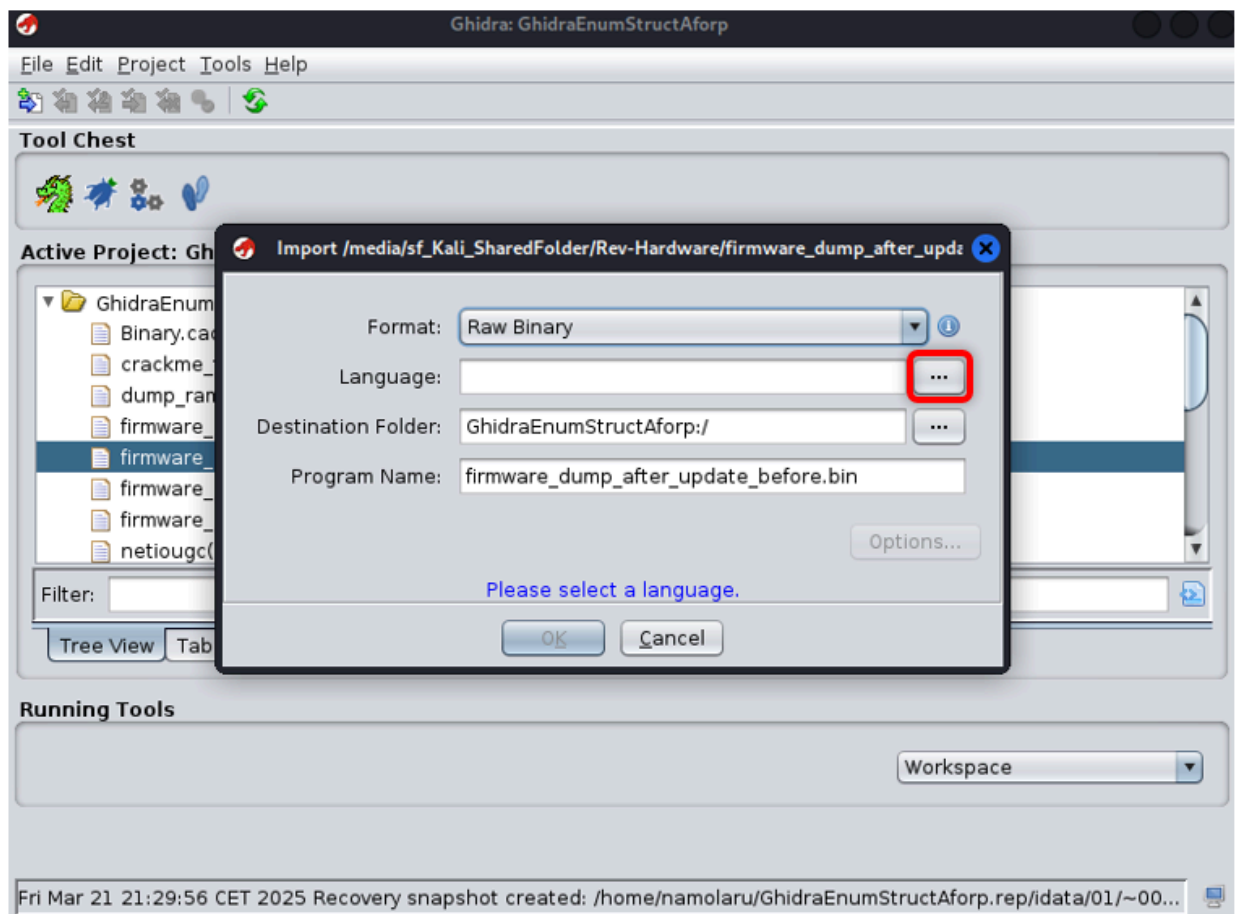 Ghidra: GhidraEnumStructAforp
File Edit Project Tools Help
Tool Chest
Active Project: Gh
Import /media/sf_Kali_SharedFolder/Rev-Hardware/firmware_dump_after_upda
GhidraEnum
Binary.cad
crackme_
dump_ran
firmware_
firmware_
firmware_
firmware_
netiougc(
Format: Raw Binary
Language: ...
Destination Folder: GhidraEnumStructAforp:/ ...
Program Name: firmware_dump_after_update_before.bin
Options...
Please select a language.
Filter:
OK Cancel
Tree View Tab
Running Tools
Workspace
Fri Mar 21 21:29:56 CET 2025 Recovery snapshot created: /home/namolaru/GhidraEnumStructAforp.rep/idata/01/~00...